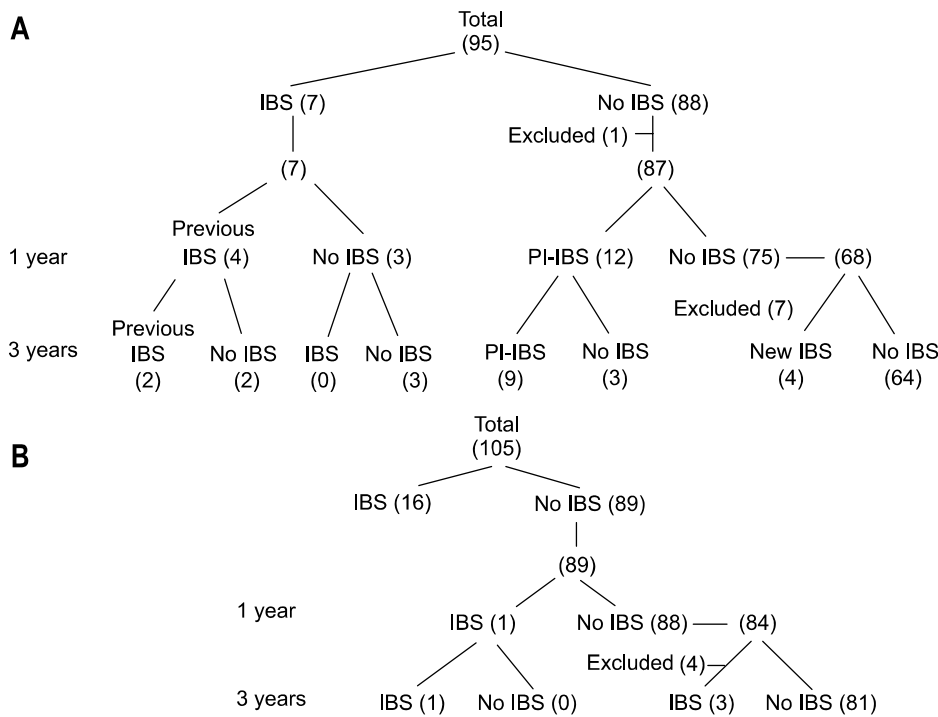 A
Total
(95)
IBS (7) No IBS (88)
Excluded (1)
(7) (87)
Previous
1 year IBS (4) No IBS (3) PI-IBS (12) No IBS (75) (68)
Excluded (7)
Previous
3 years IBS No IBS IBS No IBS PI-IBS No IBS New IBS No IBS
(2) (2) (0) (3) (9) (3) (4) (64)
B
Total
(105)
IBS (16) No IBS (89)
(89)
1 year IBS (1) No IBS (88) (84)
Excluded (4)
3 years IBS (1) No IBS (0) IBS (3) No IBS (81)